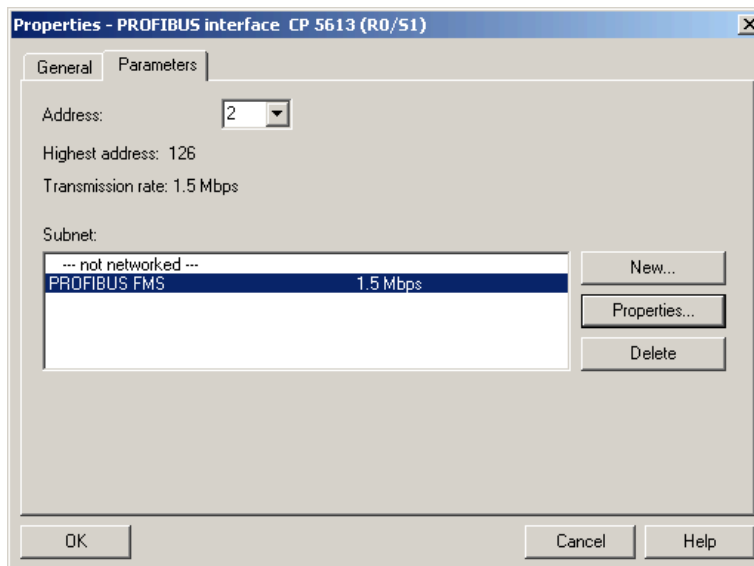 Properties - PROFIBUS interface CP 5613 (R0/S1)
General Parameters
Address: 2
Highest address: 126
Transmission rate: 1.5 Mbps
Subnet:
--- not networked ---
PROFIBUS FMS 1.5 Mbps
New...
Properties...
Delete
OK Cancel Help